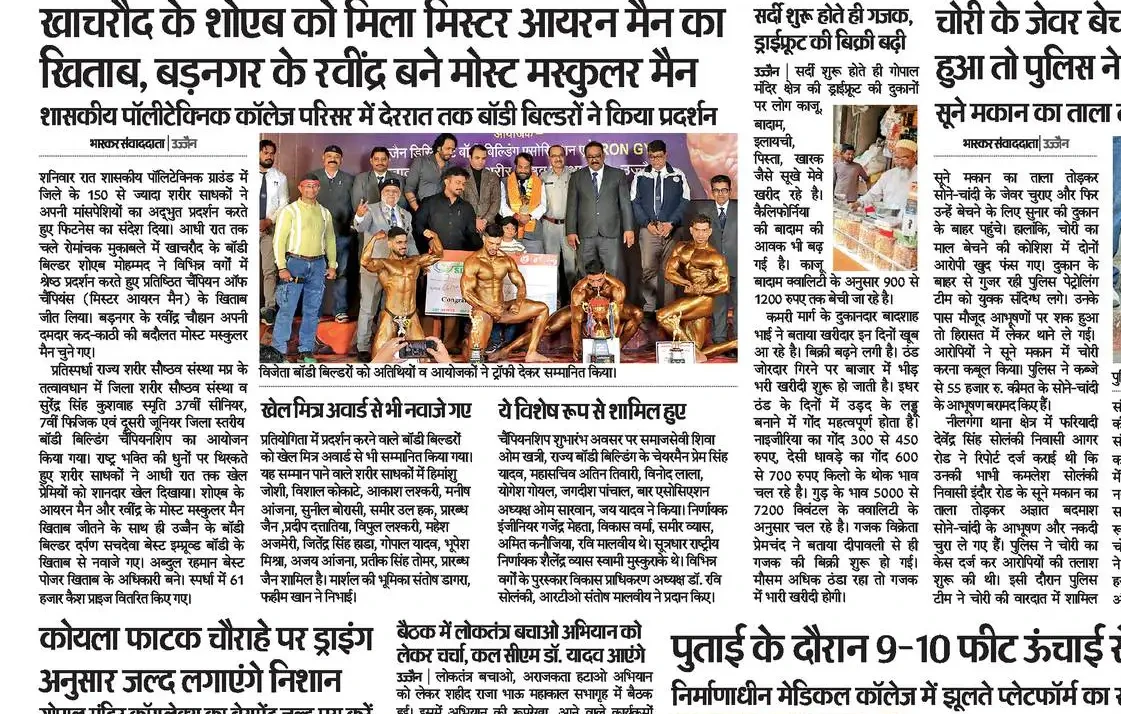 खाचरौद के शोएब को मिला मिस्टर आयरन मैन का
खिताब, बड़नगर के रवींद्र बने मोस्ट मस्कुलर मैन
शासकीय पॉलीटेक्निक कॉलेज परिसर में देररात तक बॉडी बिल्डरों ने किया प्रदर्शन
भास्कर संवाददाता | उज्जैन
शनिवार रात शासकीय पॉलिटेक्निक ग्राउंड में
जिले के 150 से ज्यादा शरीर साधकों ने
अपनी मांसपेशियों का अद्भुत प्रदर्शन करते
हुए फिटनेस का संदेश दिया। आधी रात तक
चले रोमांचक मुकाबले में खाचरौद के बॉडी
बिल्डर शोएब मोहम्मद ने विभिन्न वर्गों में
श्रेष्ठ प्रदर्शन करते हुए प्रतिष्ठित चैंपियन ऑफ
चैंपियंस (मिस्टर आयरन मैन) के खिताब
जीत लिया। बड़नगर के रवींद्र चौहान अपनी
दमदार कद-काठी की बदौलत मोस्ट मस्कुलर
मैन चुने गए।
प्रतिस्पर्धा राज्य शरीर सौष्ठव संस्था मप्र के
तत्वावधान में जिला शरीर सौष्ठव संस्था व
सुरेंद्र सिंह कुशवाह स्मृति 37वीं सीनियर,
7वीं फिजिक एवं दूसरी जूनियर जिला स्तरीय
बॉडी बिल्डिंग चैंपियनशिप का आयोजन
किया गया। राष्ट्र भक्ति की धुनों पर थिरकते
हुए शरीर साधकों ने आधी रात तक खेल
प्रेमियों को शानदार खेल दिखाया। शोएब के
आयरन मैन और रवींद्र के मोस्ट मस्कुलर मैन
खिताब जीतने के साथ ही उज्जैन के बॉडी
बिल्डर दर्पण सचदेवा बेस्ट इम्प्रूव्ड बॉडी के
खिताब से नवाजे गए। अब्दुल रहमान बेस्ट
पोजर खिताब के अधिकारी बने। स्पर्धा में 61
हजार कैश प्राइज वितरित किए गए।
विजेता बॉडी बिल्डरों को अतिथियों व आयोजकों ने ट्रॉफी देकर सम्मानित किया।
खेल मित्र अवार्ड से भी नवाजे गए
प्रतियोगिता में प्रदर्शन करने वाले बॉडी बिल्डरों
को खेल मित्र अवार्ड से भी सम्मानित किया गया।
यह सम्मान पाने वाले शरीर साधकों में हिमांशु
जोशी, विशाल कोकाटे, आकाश लश्करी, मनीष
आंजना, सुनील बोरासी, समीर उल हक, प्रारब्ध
जैन ,प्रदीप दत्तातिया, विपुल लश्करी, महेश
अजमेरी, जितेंद्र सिंह हाडा, गोपाल यादव, भूपेश
मिश्रा, अजय आंजना, प्रतीक सिंह तोमर, प्रारब्ध
जैन शामिल है। मार्शल की भूमिका संतोष डागरा,
फहीम खान ने निभाई।
ये विशेष रूप से शामिल हुए
चैंपियनशिप शुभारंभ अवसर पर समाजसेवी शिवा
ओम खत्री, राज्य बॉडी बिल्डिंग के चेयरमैन प्रेम सिंह
यादव, महासचिव अतिन तिवारी, विनोद लाला,
योगेश गोयल, जगदीश पांचाल, बार एसोसिएशन
अध्यक्ष ओम सारवान, जय यादव ने किया। निर्णायक
इंजीनियर गजेंद्र मेहता, विकास वर्मा, समीर व्यास,
अमित कनौजिया, रवि मालवीय थे। सूत्रधार राष्ट्रीय
निर्णायक शैलेंद्र व्यास स्वामी मुस्कुराके थे। विभिन्न
वर्गों के पुरस्कार विकास प्राधिकरण अध्यक्ष डॉ. रवि
सोलंकी, आरटीओ संतोष मालवीय ने प्रदान किए।
सर्दी शुरू होते ही गजक,
ड्राईफ्रूट की बिक्री बढ़ी
उज्जैन | सर्दी शुरू होते ही गोपाल
मंदिर क्षेत्र की ड्राईफ्रूट की दुकानों
पर लोग काजू,
बादाम,
इलायची,
पिस्ता, खारक
जैसे सूखे मेवे
खरीद रहे है।
कैलिफोर्निया
की बादाम की
आवक भी बढ़
गई है। काजू
बादाम क्वालिटी के अनुसार 900 से
1200 रुपए तक बेची जा रहे है।
कमरी मार्ग के दुकानदार बादशाह
भाई ने बताया खरीदार इन दिनों खूब
आ रहे है। बिक्री बढ़ने लगी है। ठंड
जोरदार गिरने पर बाजार में भीड़
भरी खरीदी शुरू हो जाती है। इधर
ठंड के दिनों में उड़द के लड्डू
बनाने में गोंद महत्वपूर्ण होता है।
नाइजीरिया का गोंद 300 से 450
रुपए, देसी धावड़े का गोंद 600
से 700 रुपए किलो के थोक भाव
चल रहे है। गुड़ के भाव 5000 से
7200 क्विंटल के क्वालिटी के
अनुसार चल रहे है। गजक विक्रेता
प्रेमचंद ने बताया दीपावली से ही
गजक की बिक्री शुरू हो गई।
मौसम अधिक ठंडा रहा तो गजक
में भारी खरीदी होगी।
चोरी के जेवर बेच
हुआ तो पुलिस ने
सूने मकान का ताला
भास्कर संवाददाता | उज्जैन
सूने मकान का ताला तोड़कर
सोने-चांदी के जेवर चुराए और फिर
उन्हें बेचने के लिए सुनार की दुकान
के बाहर पहुंचे। हालांकि, चोरी का
माल बेचने की कोशिश में दोनों
आरोपी खुद फंस गए। दुकान के
बाहर से गुजर रही पुलिस पेट्रोलिंग
टीम को युवक संदिग्ध लगे। उनके
पास मौजूद आभूषणों पर शक हुआ
तो हिरासत में लेकर थाने ले गई।
आरोपियों ने सूने मकान में चोरी
करना कबूल किया। पुलिस ने कब्जे
से 55 हजार रु. कीमत के सोने-चांदी
के आभूषण बरामद किए हैं।
नीलगंगा थाना क्षेत्र में फरियादी
देवेंद्र सिंह सोलंकी निवासी आगर
रोड ने रिपोर्ट दर्ज कराई थी कि
उनकी भाभी कमलेश सोलंकी
निवासी इंदौर रोड के सूने मकान का
ताला तोड़कर अज्ञात बदमाश
सोने-चांदी के आभूषण और नकदी
चुरा ले गए हैं। पुलिस ने चोरी का
केस दर्ज कर आरोपियों की तलाश
शुरू की थी। इसी दौरान पुलिस
टीम ने चोरी की वारदात में शामिल
कोयला फाटक चौराहे पर ड्राइंग
अनुसार जल्द लगाएंगे निशान
बैठक में लोकतंत्र बचाओ अभियान को
लेकर चर्चा, कल सीएम डॉ. यादव आएंगे
उज्जैन | लोकतंत्र बचाओ, अराजकता हटाओ अभियान
को लेकर शहीद राजा भाऊ महाकाल सभागृह में बैठक
पुताई के दौरान 9-10 फीट ऊंचाई से
निर्माणाधीन मेडिकल कॉलेज में झूलते प्लेटफॉर्म का